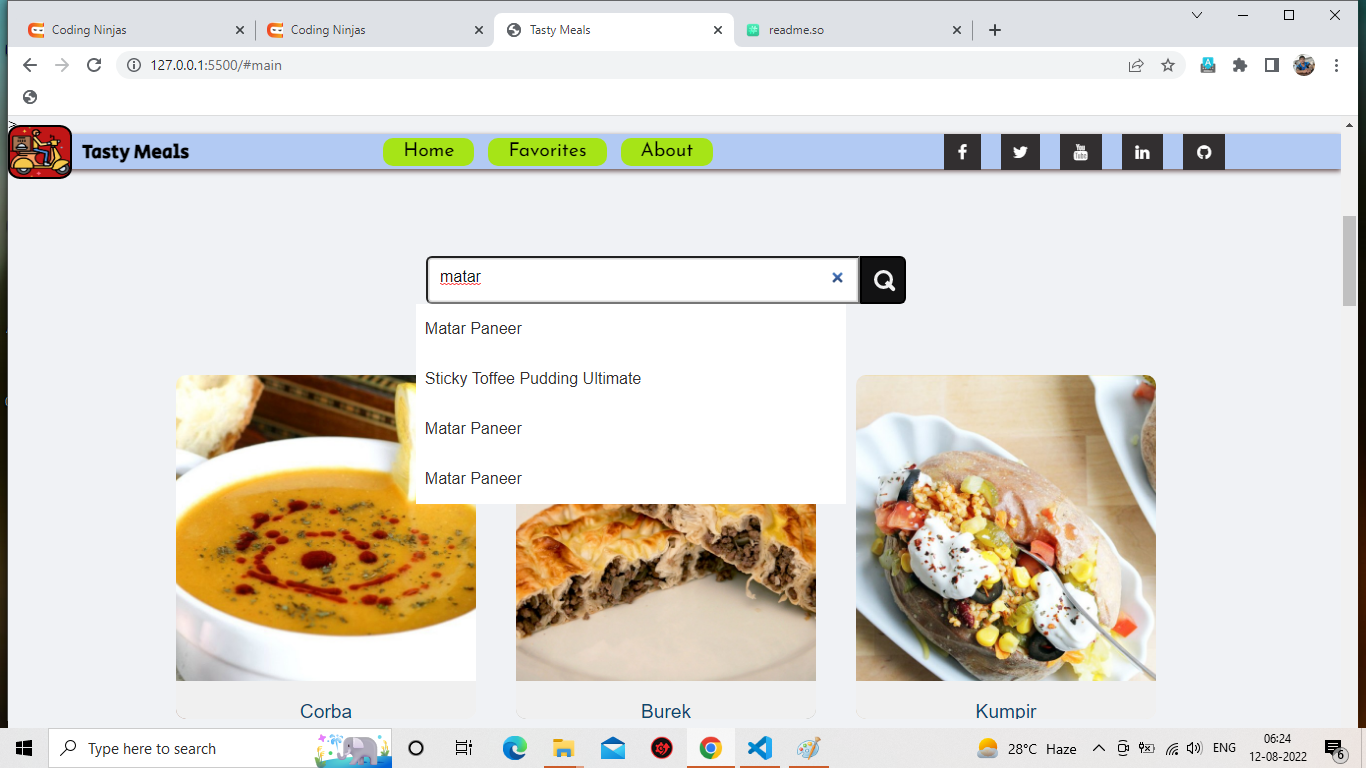 Coding Ninjas
Coding Ninjas
Tasty Meals
readme.so
127.0.0.1:5500/#main
>
Tasty Meals
Home
Favorites
About
You
Tube
matar
Matar Paneer
Sticky Toffee Pudding Ultimate
Matar Paneer
Matar Paneer
Corba
Burek
Kumpir
Type here to search
28°C Haze
ENG
06:24
12-08-2022
6